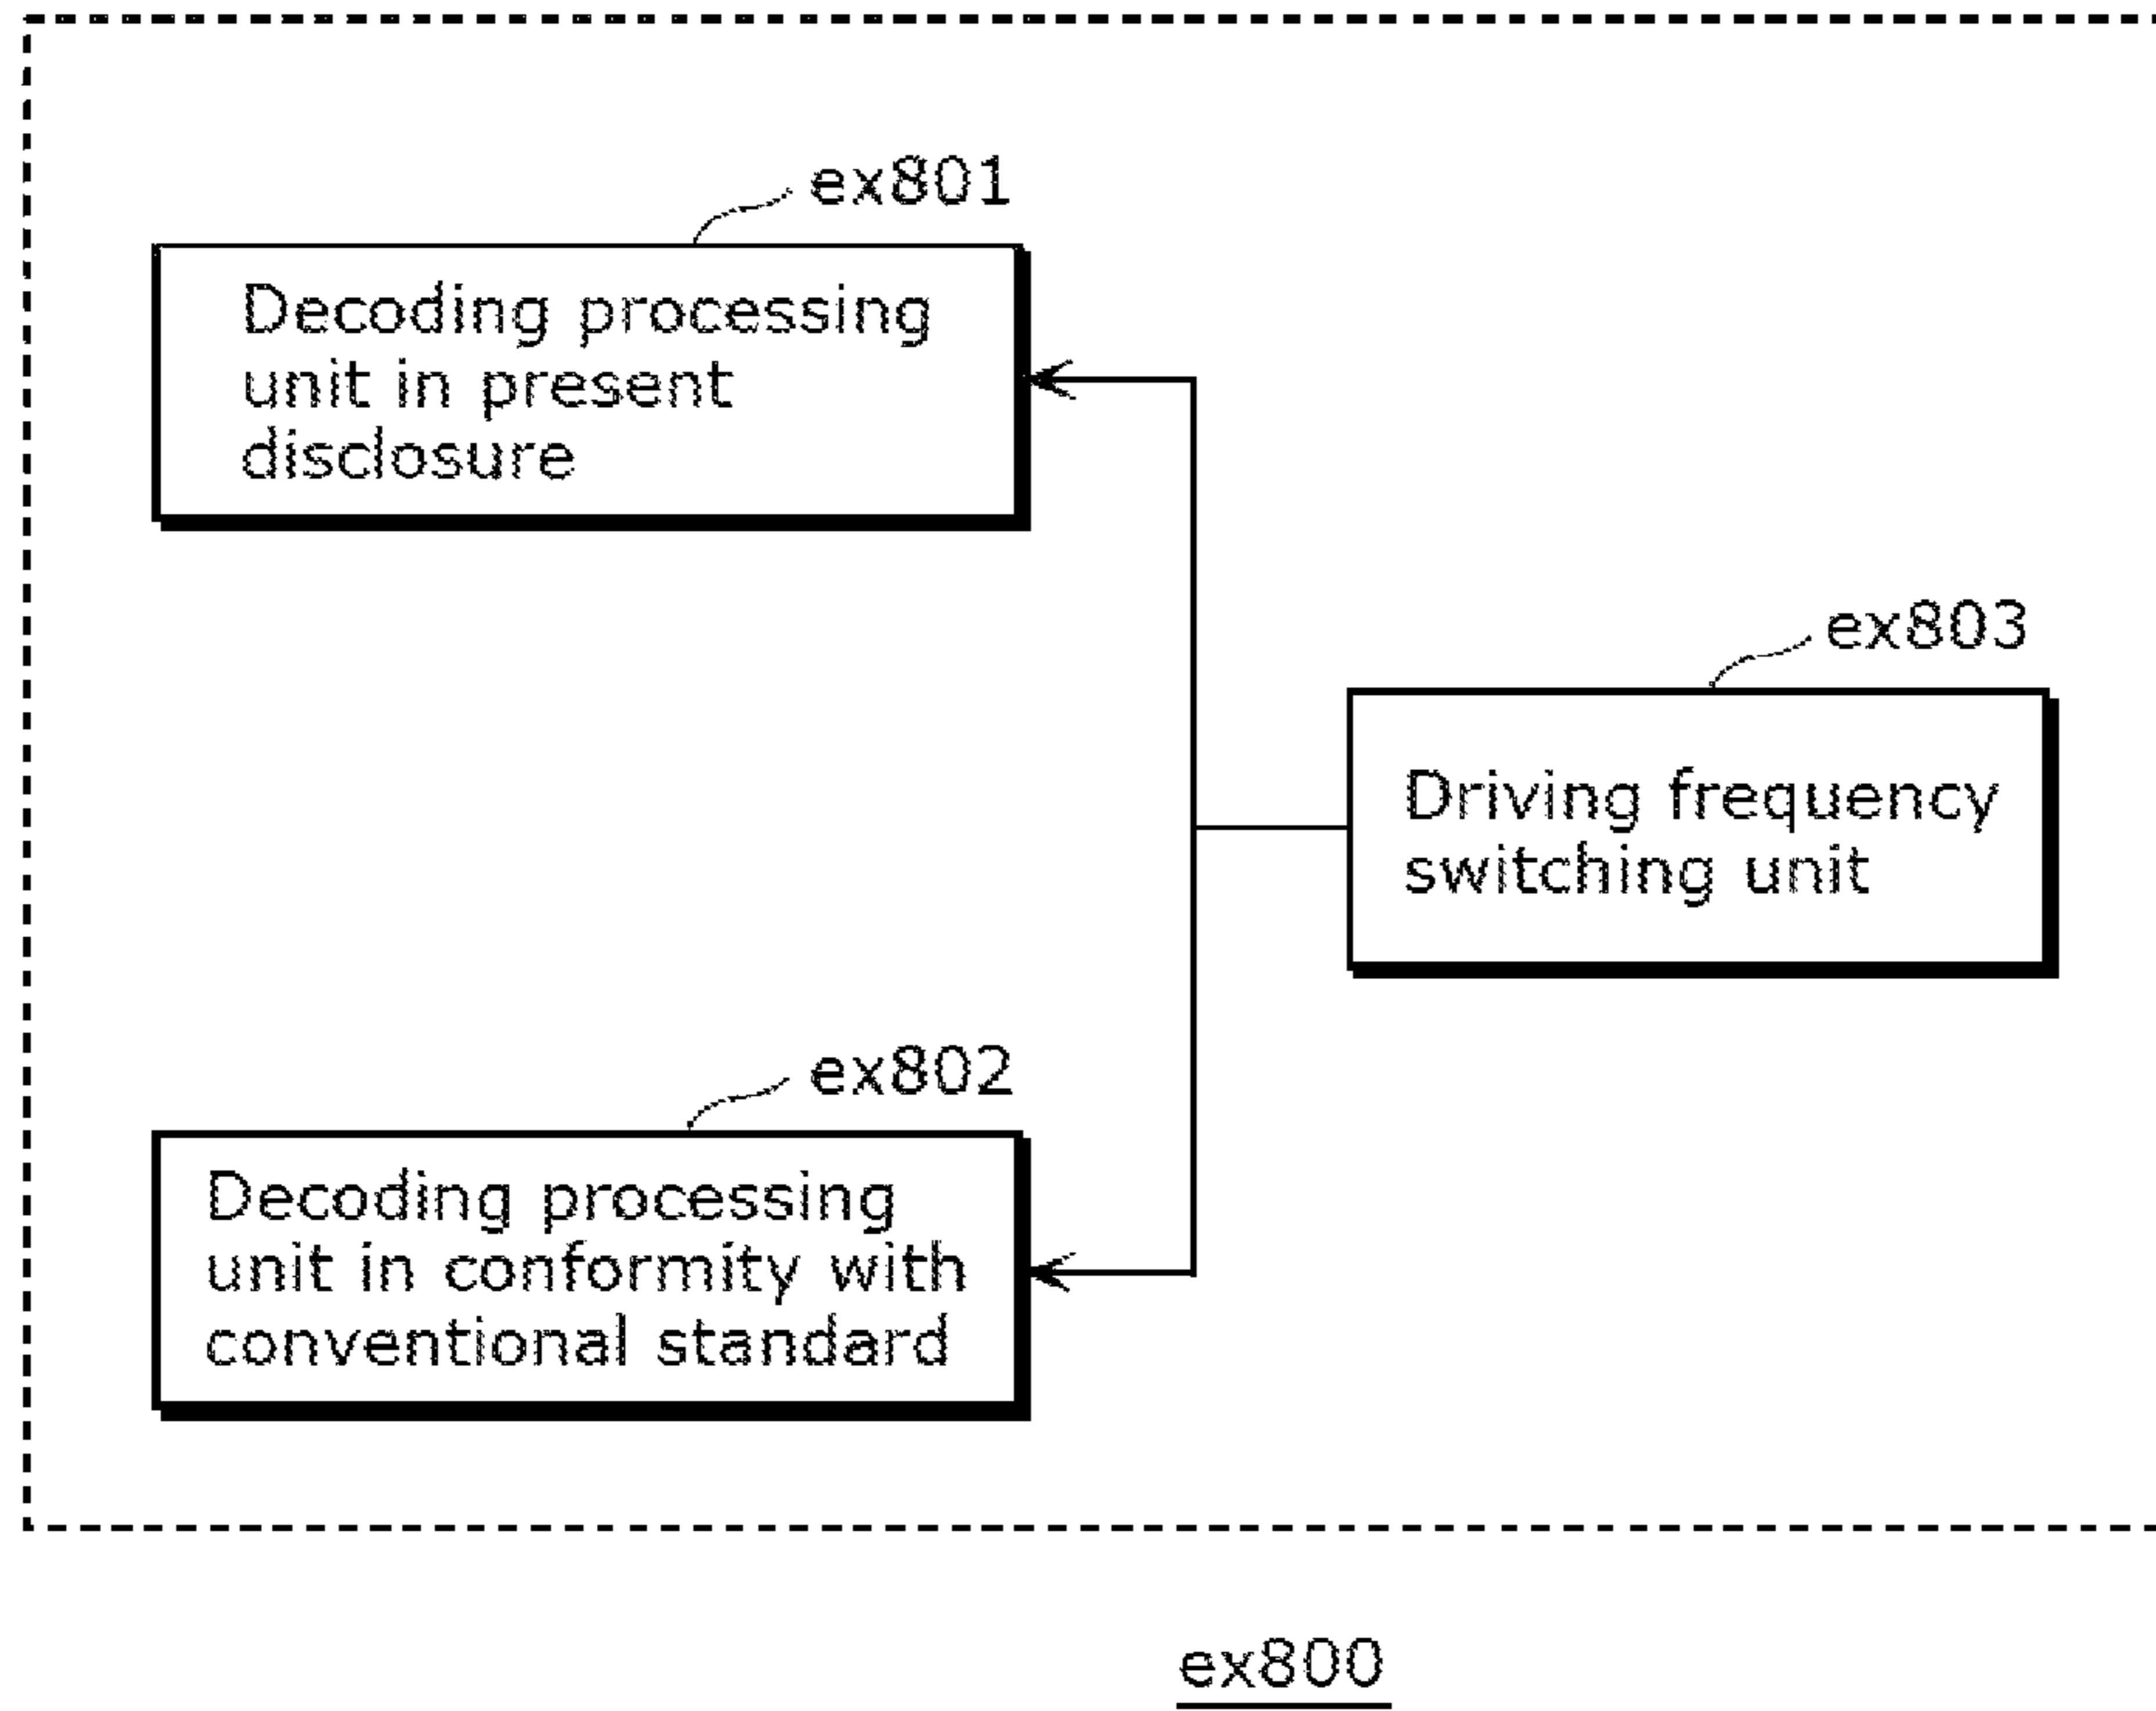 ex801
Decoding processing
unit in present
disclosure
ex803
Driving frequency
switching unit
ex802
Decoding processing
unit in conformity with
conventional standard
ex800